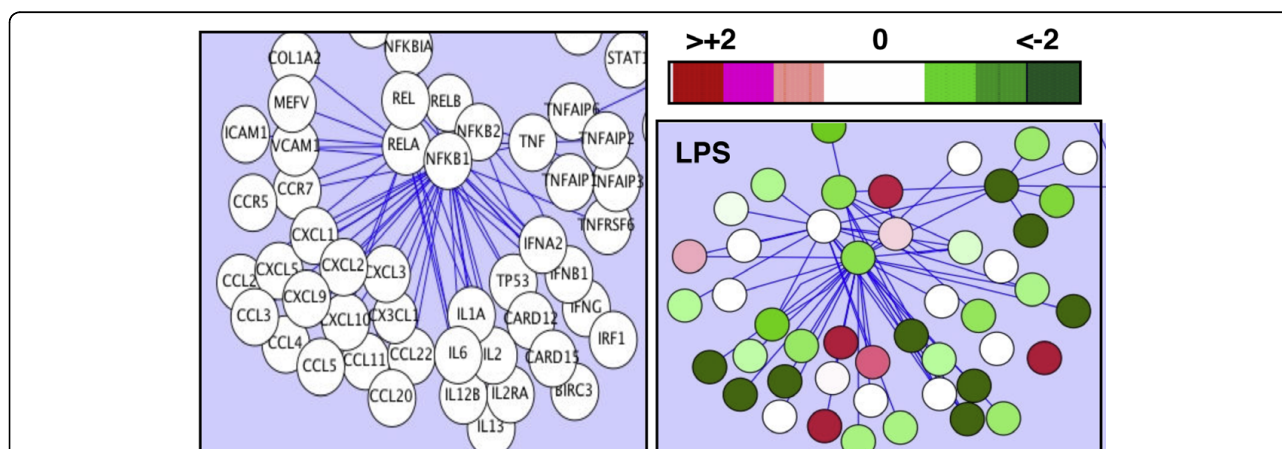 >+2 0 <-2
LPS
NFKBIA
COL1A2
STAT1
MEFV
REL
RELB
TNFAIP6
ICAM1
VCAM1
RELA
NFKB2
NFKB1
TNF
TNFAIP2
CCR7
TNFAIP3
CCR5
TNFRSF6
CXCL1
IFNA2
CCL2
CXCL5
CXCL2
CXCL3
TP53
IFNB1
CXCL9
IFNG
CCL3
CXCL10
CX3CL1
IL1A
CARD12
CCL4
IRF1
CCL5
CCL11
CCL22
IL6
IL2
CARD15
CCL20
IL12B
IL2RA
BIRC3
IL13